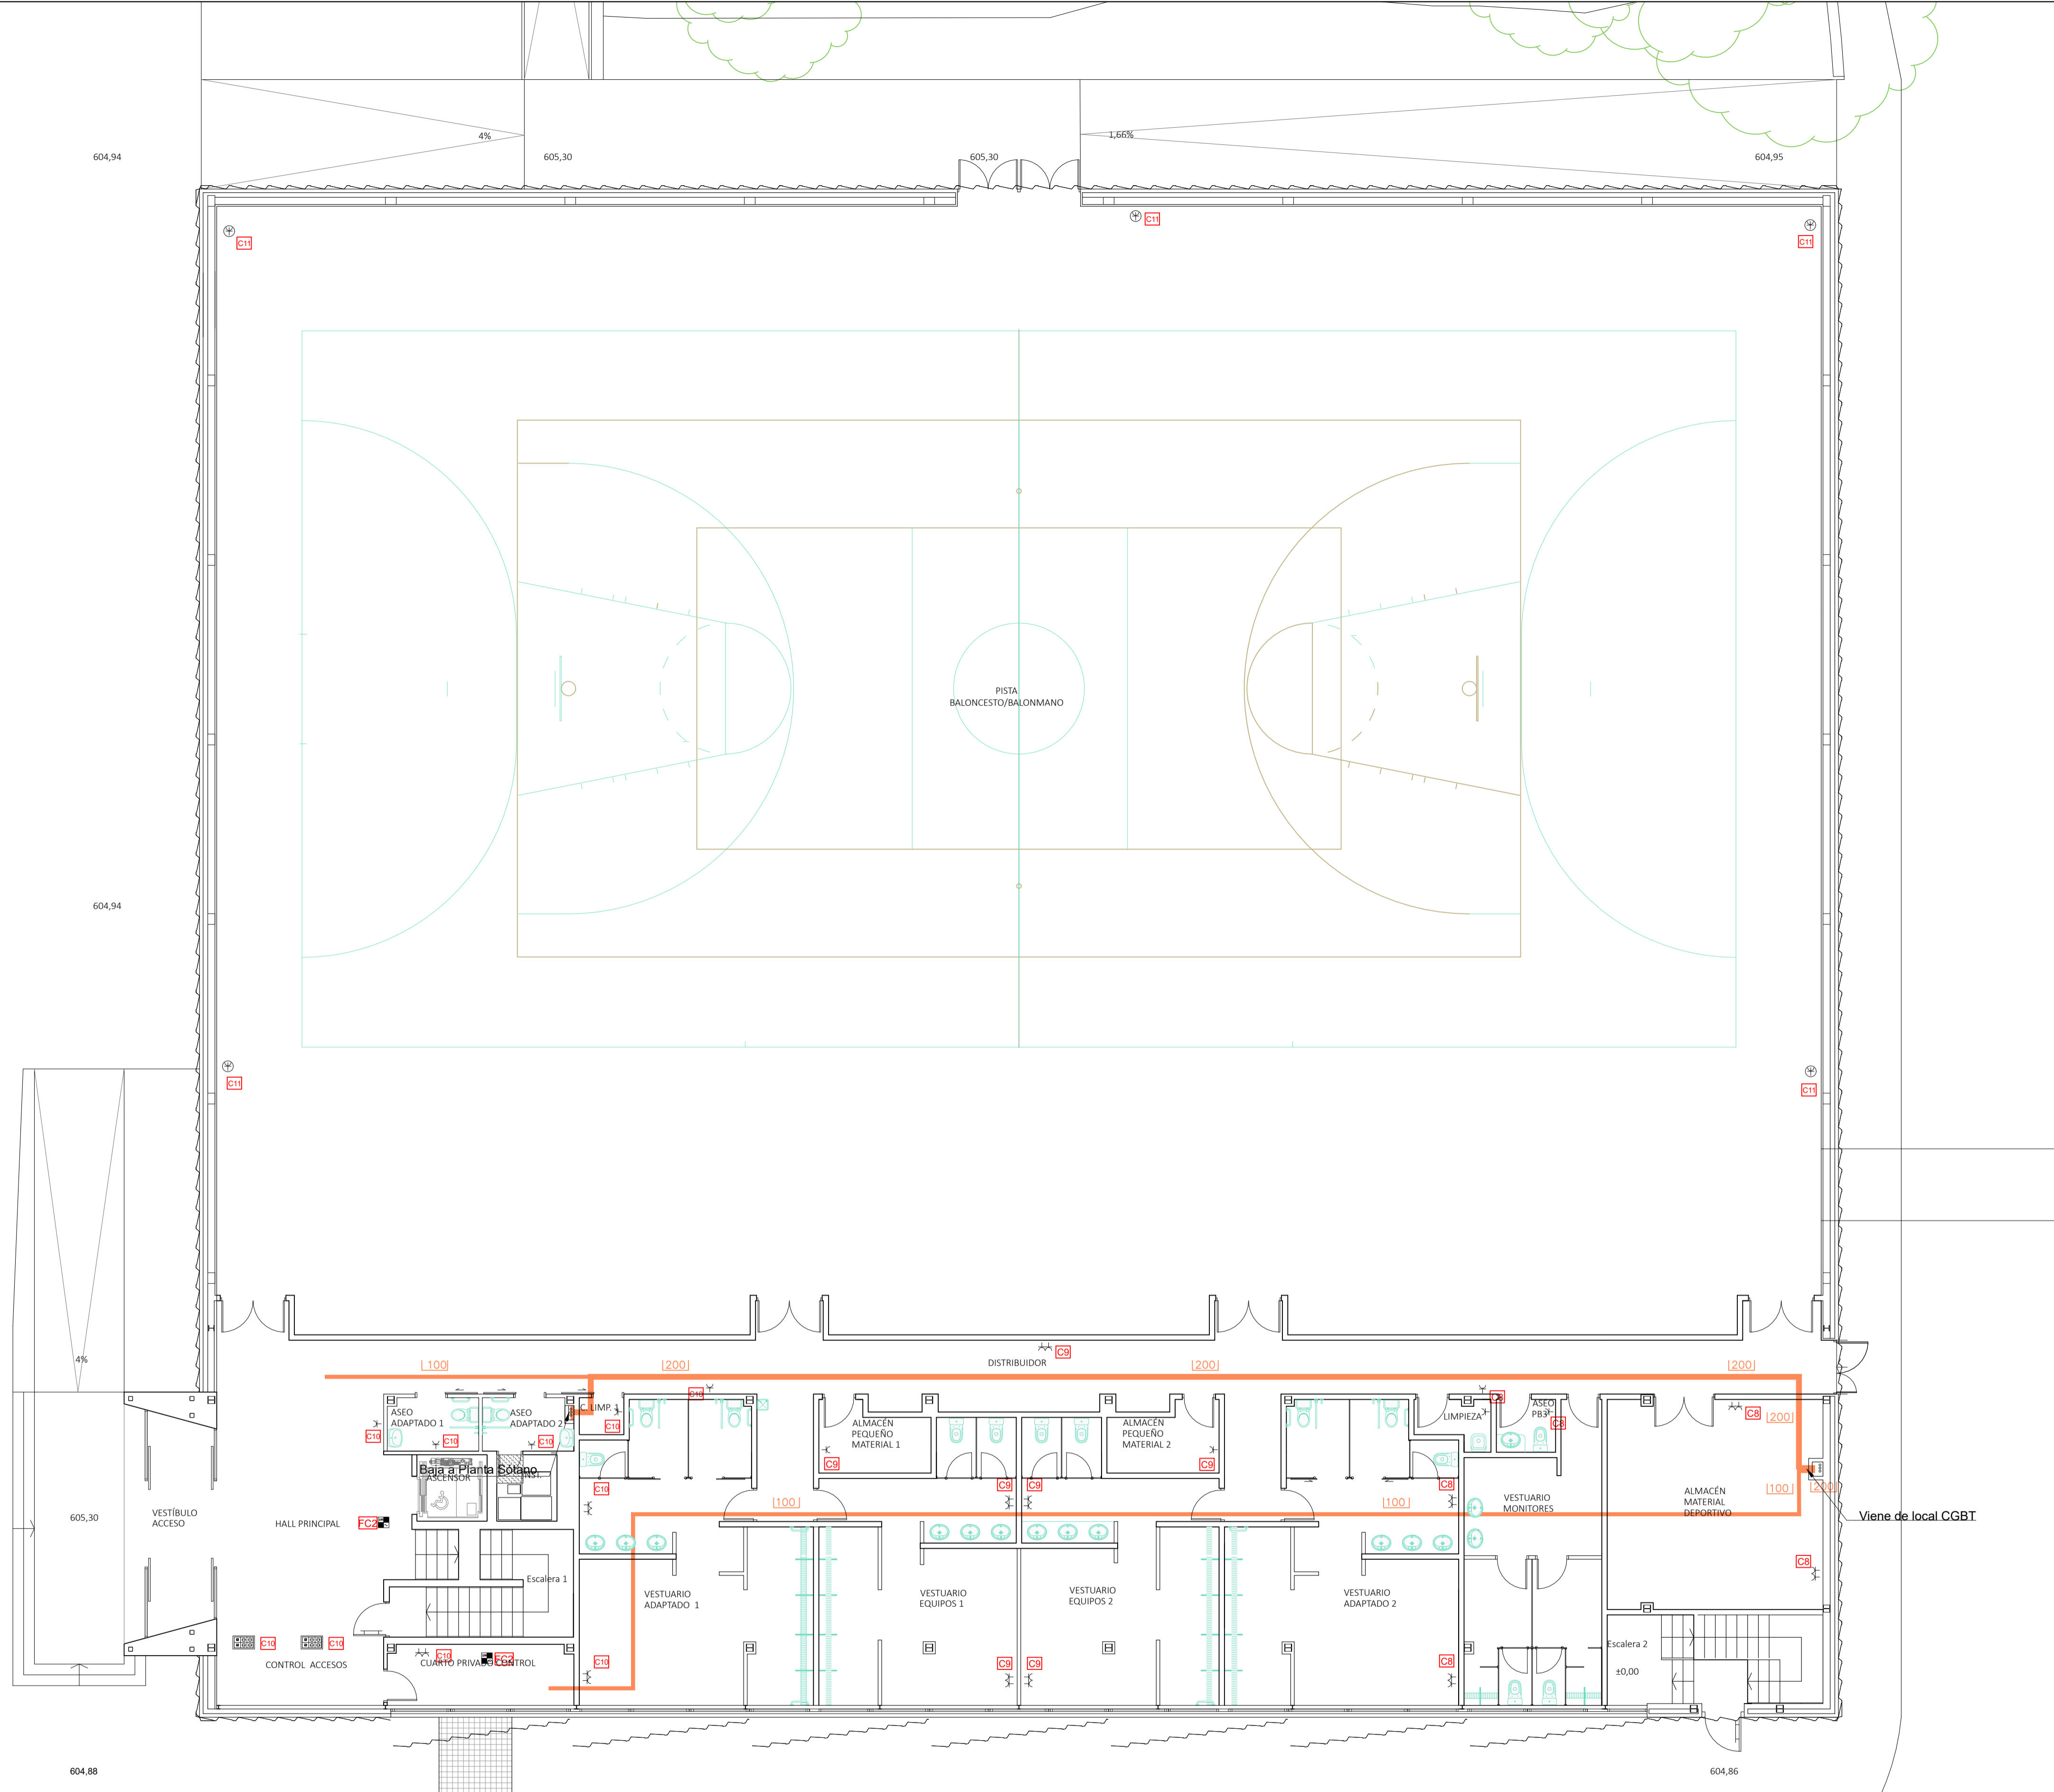 4%
1,66%
604,94
605,30
605,30
604,95
C11
C11
C11
PISTA
BALONCESTO/BALONMANO
604,94
C11
C11
4%
100
200
DISTRIBUIDOR
C9
200
200
C10
ASEO
ADAPTADO 1
ASEO
ADAPTADO 2
C. LIMP. 1
C10
C10
C10
C10
ALMACÉN
PEQUEÑO
MATERIAL 1
C9
ALMACÉN
PEQUEÑO
MATERIAL 2
C9
LIMPIEZA
ASEO
PB3
C8
C8
200
Baja a Planta Sótano
ASCENSOR
INST.
C10
C9
C9
C8
100
100
100
200
VESTUARIO
MONITORES
ALMACÉN
MATERIAL
DEPORTIVO
Viene de local CGBT
605,30
VESTÍBULO
ACCESO
HALL PRINCIPAL
FC2
C8
Escalera 1
VESTUARIO
ADAPTADO 1
VESTUARIO
EQUIPOS 1
VESTUARIO
EQUIPOS 2
VESTUARIO
ADAPTADO 2
Escalera 2
±0,00
C10
C10
CONTROL ACCESOS
C10
FC2
CUARTO PRIVADO CONTROL
C10
C9
C9
C8
604,88
604,86